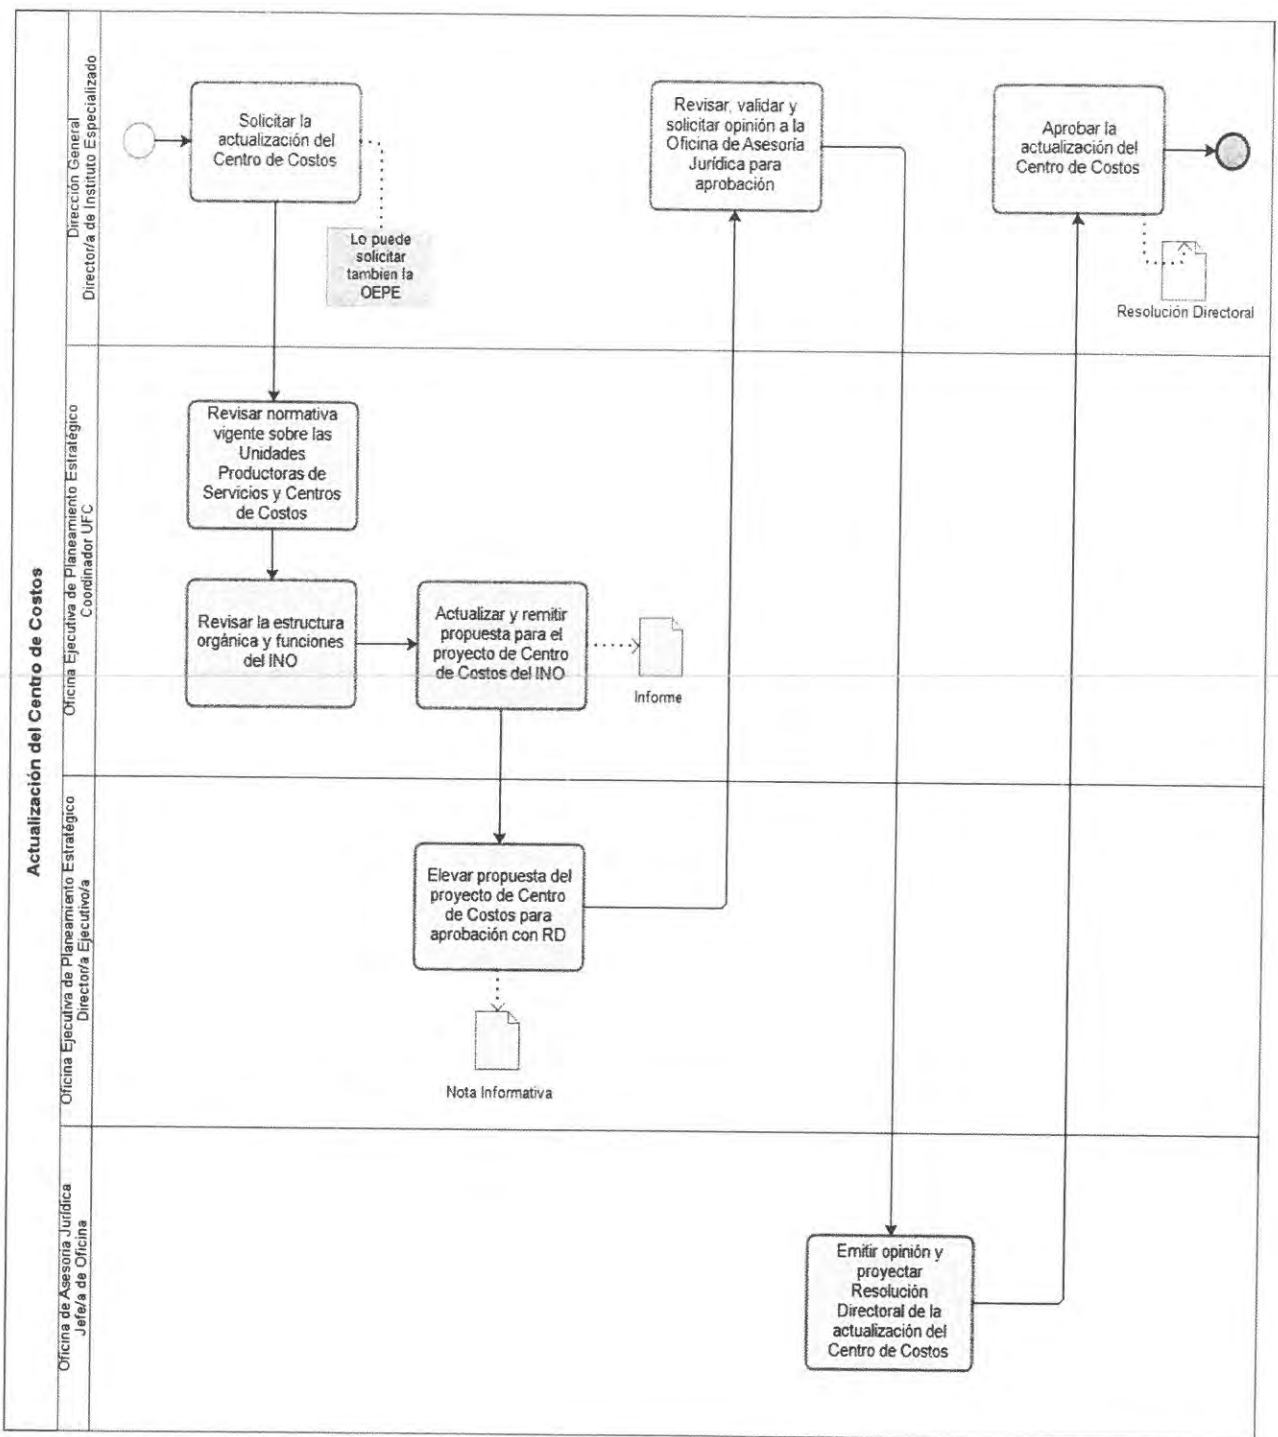 Actualización del Centro de Costos
Dirección General
Director/a de Instituto Especializado
Solicitar la
actualización del
Centro de Costos
Lo puede
solicitar
tambien la
OEPE
Revisar, validar y
solicitar opinión a la
Oficina de Asesoría
Jurídica para
aprobación
Aprobar la
actualización del
Centro de Costos
Resolución Directoral
Oficina Ejecutiva de Planeamiento Estratégico
Coordinador UFC
Revisar normativa
vigente sobre las
Unidades
Productoras de
Servicios y Centros
de Costos
Revisar la estructura
orgánica y funciones
del INO
Actualizar y remitir
propuesta para el
proyecto de Centro
de Costos del INO
Informe
Oficina Ejecutiva de Planeamiento Estratégico
Director/a Ejecutivo/a
Elevar propuesta del
proyecto de Centro
de Costos para
aprobación con RD
Nota Informativa
Oficina de Asesoría Jurídica
Jefe/a de Oficina
Emitir opinión y
proyectar
Resolución
Directoral de la
actualización del
Centro de Costos